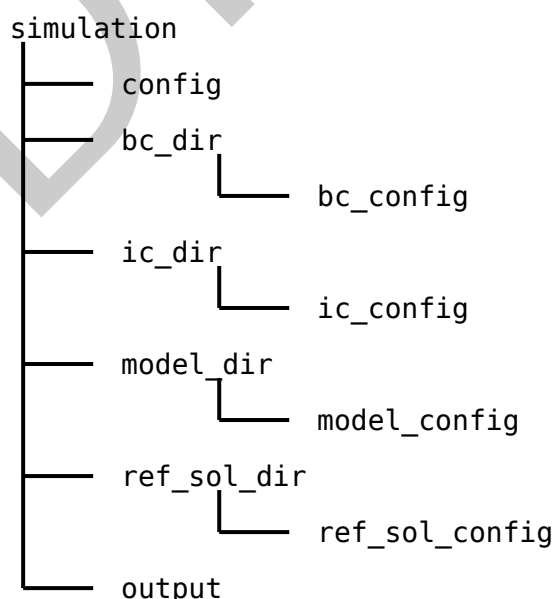 simulation
config
bc_dir
bc_config
ic_dir
ic_config
model_dir
model_config
ref_sol_dir
ref_sol_config
output